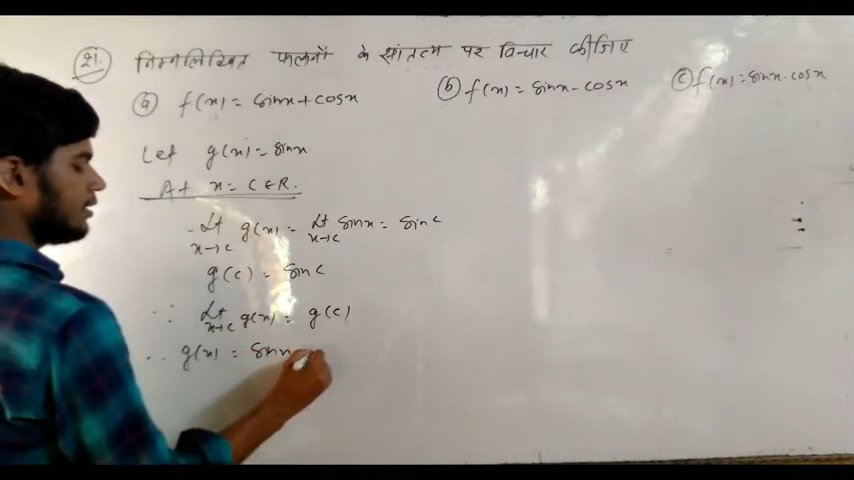 21. निम्नलिखित फलनों के सांतत्य पर विचार कीजिए
(a) f(x) = sinx + cosx (b) f(x) = sinx - cosx (c) f(x) = sinx . cosx
Let g(x) = sinx
At x = c ∈ R.
Lt x→c g(x) = Lt x→c sinx = sin c
g(c) = sin c
∵ Lt x→c g(x) = g(c)
∴ g(x) = sinx